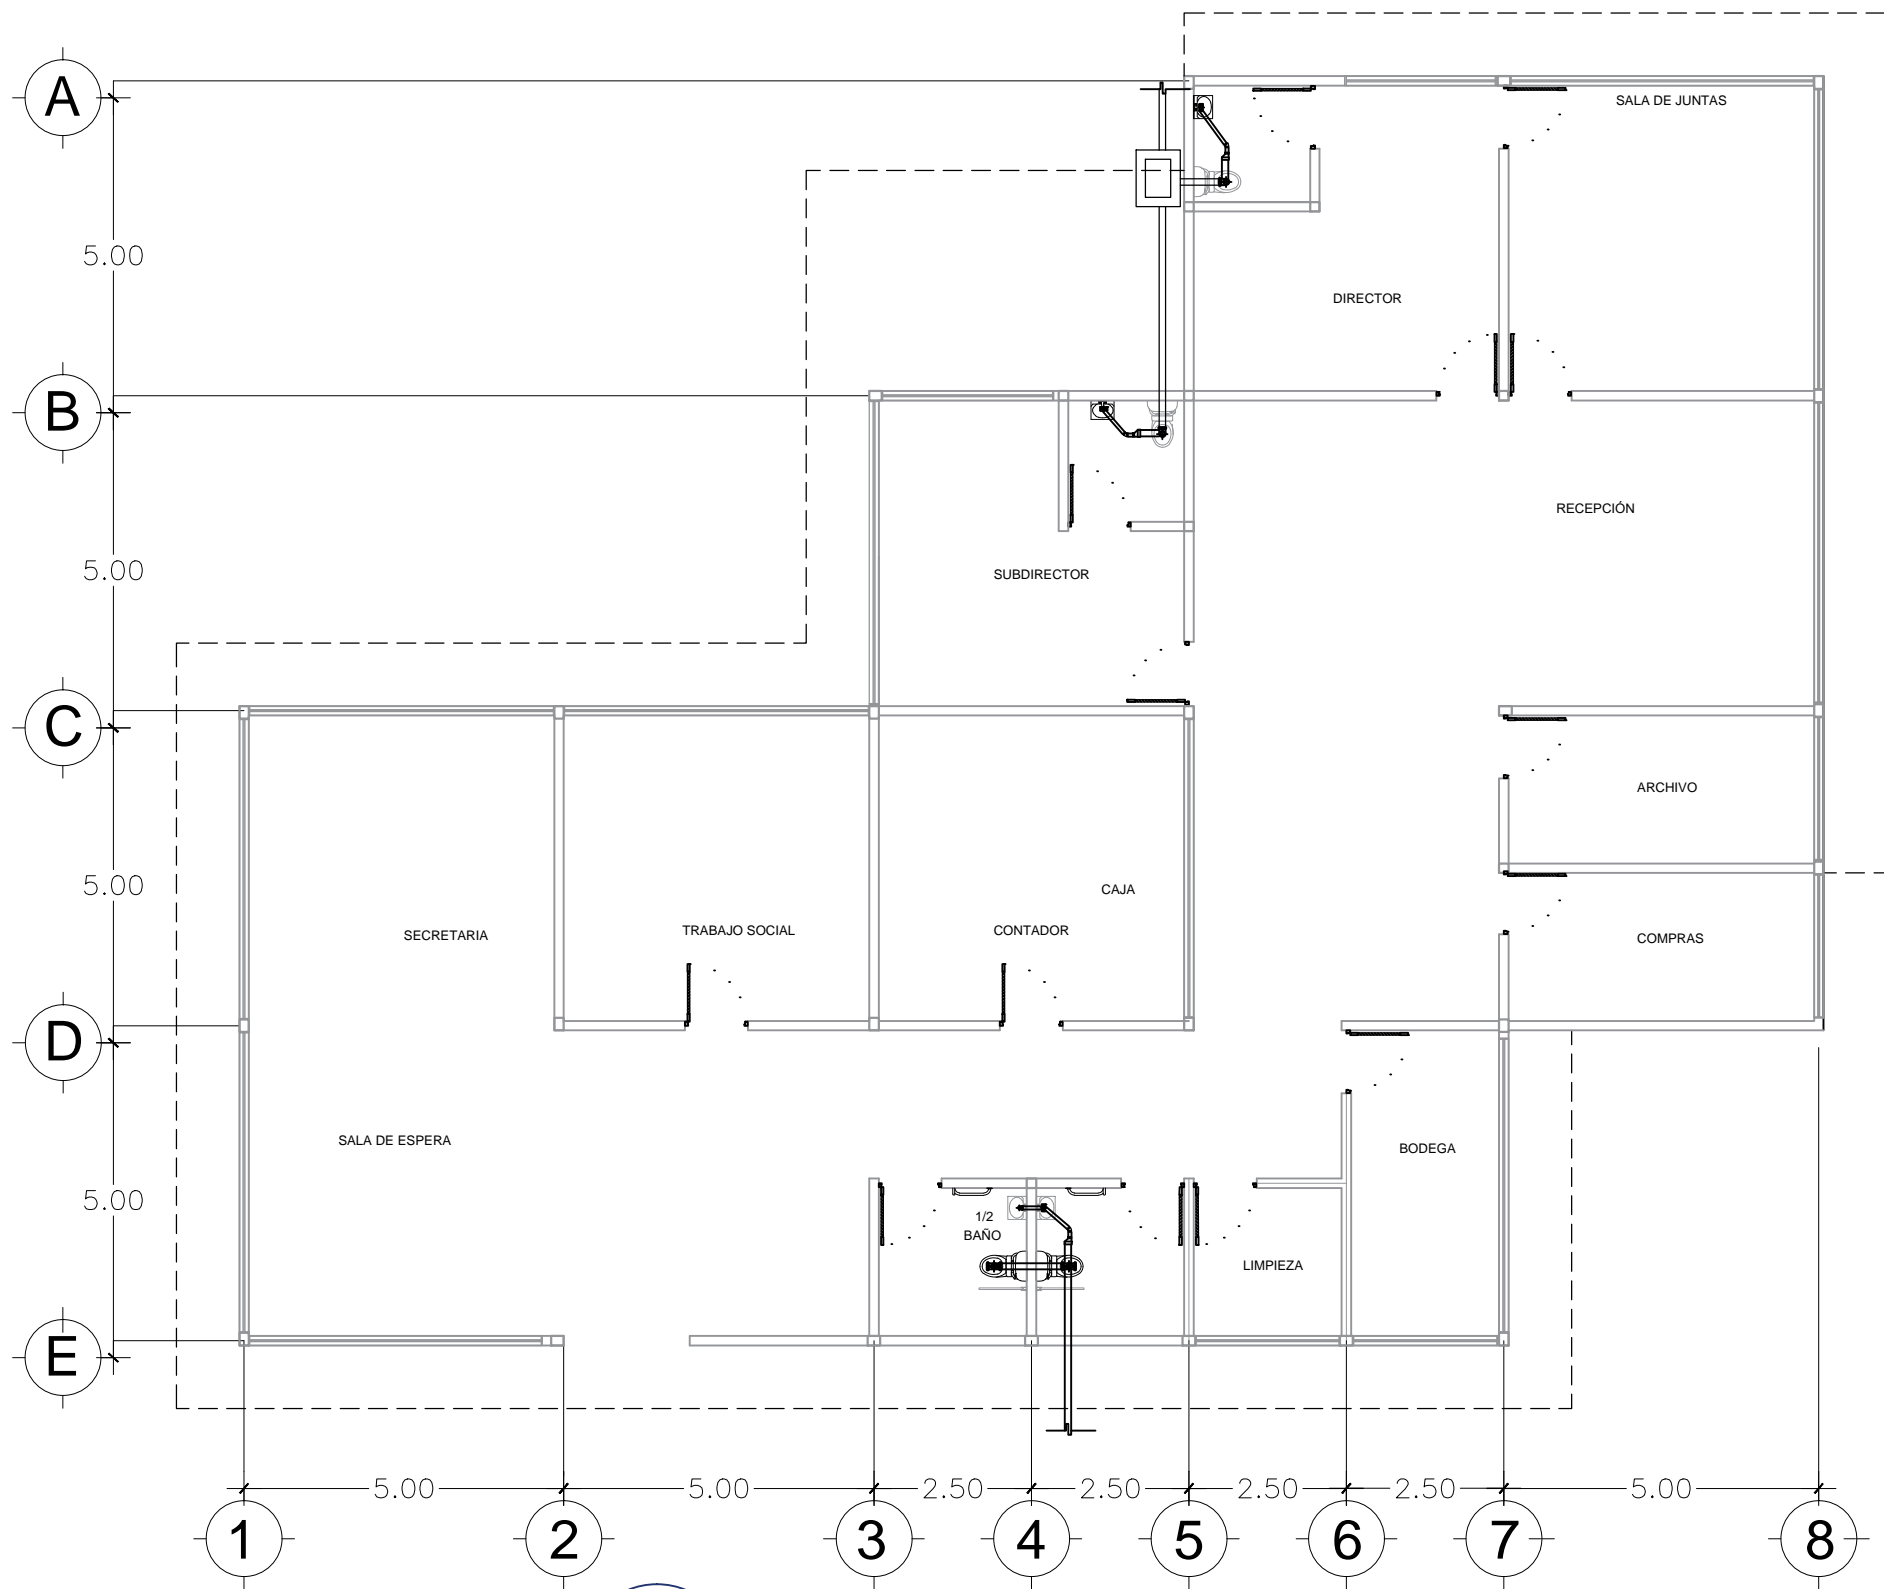 A
SALA DE JUNTAS
5.00
DIRECTOR
B
RECEPCIÓN
5.00
SUBDIRECTOR
C
ARCHIVO
5.00
CAJA
SECRETARIA
TRABAJO SOCIAL
CONTADOR
COMPRAS
D
SALA DE ESPERA
BODEGA
5.00
1/2
BAÑO
LIMPIEZA
E
5.00
5.00
2.50
2.50
2.50
2.50
5.00
1
2
3
4
5
6
7
8